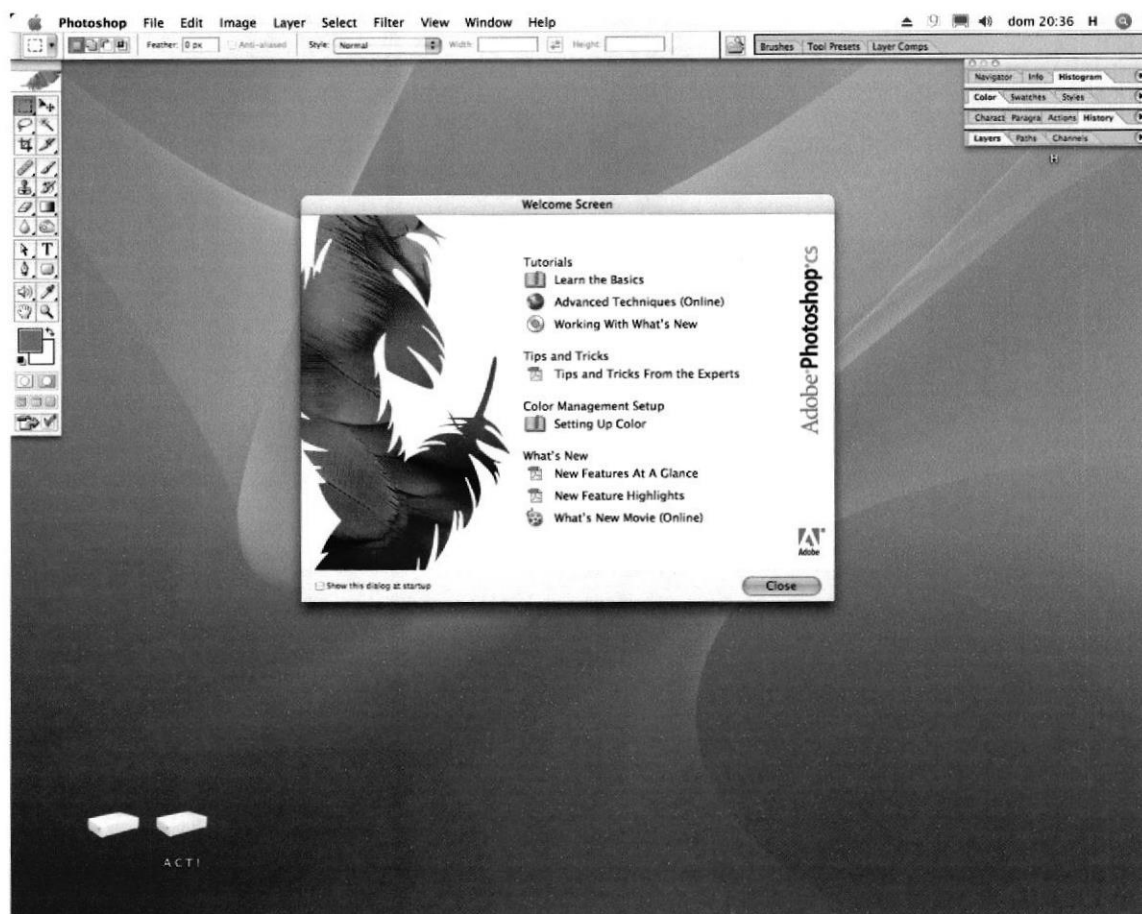 Photoshop File Edit Image Layer Select Filter View Window Help dom 20:36 H
Feather: 0 px Anti-aliased Style: Normal Width: Height: Brushes Tool Presets Layer Comps
Navigator Info Histogram
Color Swatches Styles
Charact Paragra Actions History
Layers Paths Channels
H
T
Welcome Screen
Tutorials
Learn the Basics
Advanced Techniques (Online)
Working With What's New
Tips and Tricks
Tips and Tricks From the Experts
Color Management Setup
Setting Up Color
What's New
New Features At A Glance
New Feature Highlights
What's New Movie (Online)
Adobe Photoshop CS
Adobe
Show this dialog at startup
Close
ACT!